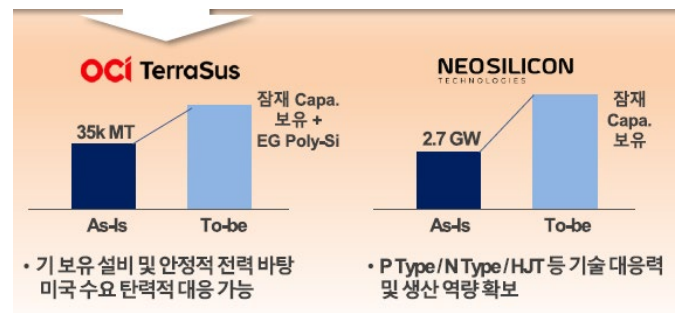 OCI TerraSus
35k MT
잠재 Capa.
보유 +
EG Poly-Si
As-Is
To-be
• 기 보유 설비 및 안정적 전력 바탕
미국 수요 탄력적 대응 가능
NEOSILICON
TECHNOLOGIES
2.7 GW
잠재
Capa.
보유
As-Is
To-be
• P Type / N Type / HJT 등 기술 대응력
및 생산 역량 확보